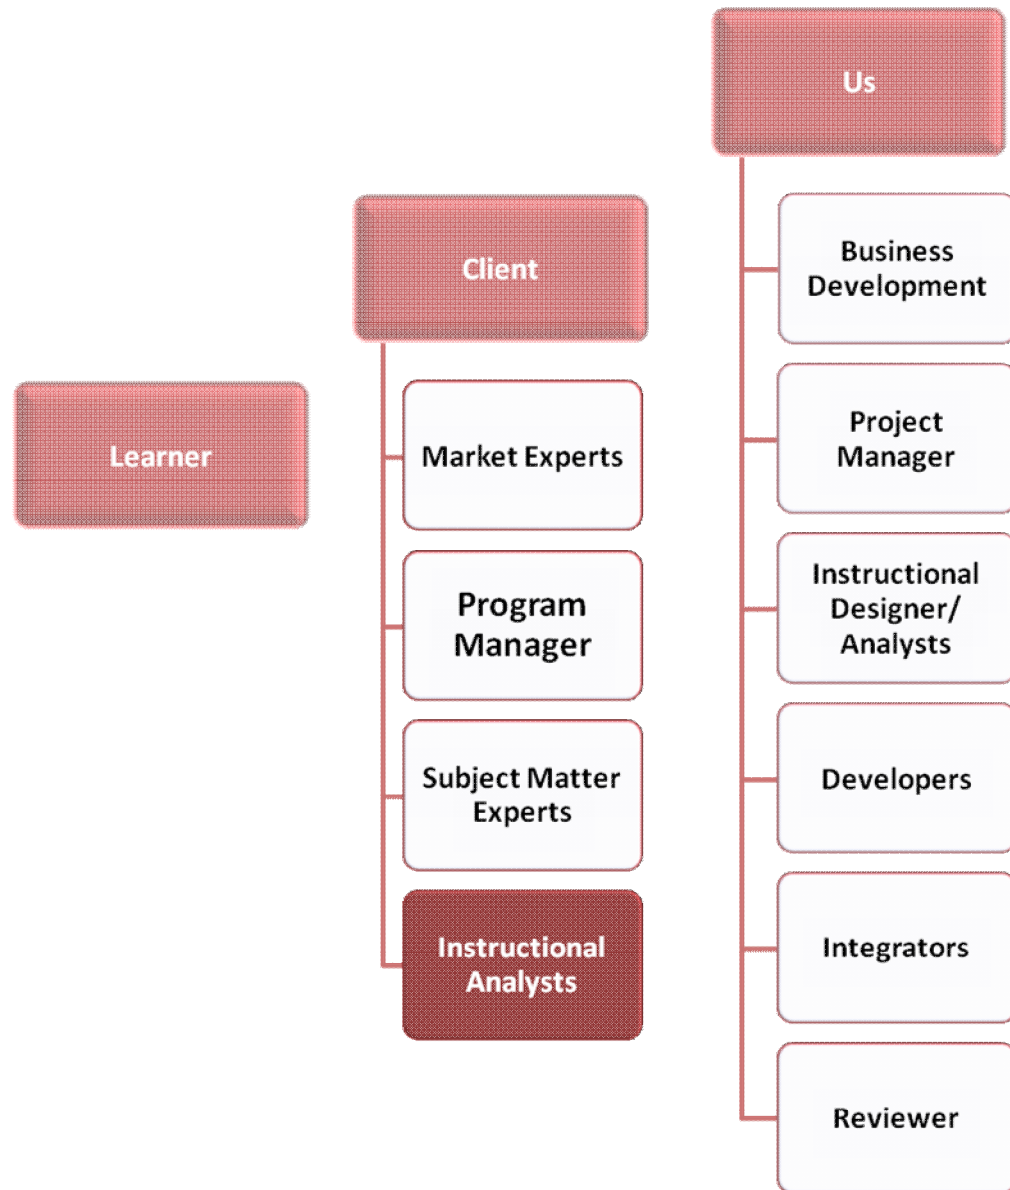 Learner
Client
Market Experts
Program
Manager
Subject Matter
Experts
Instructional
Analysts
Us
Business
Development
Project
Manager
Instructional
Designer/
Analysts
Developers
Integrators
Reviewer